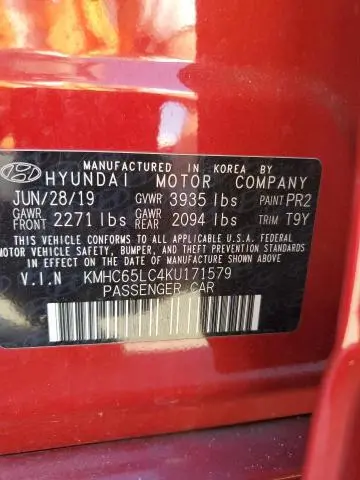 MANUFACTURED IN KOREA BY
HYUNDAI MOTOR COMPANY
JUN/28/19 GVWR 3935 lbs PAINT PR2
GAWR FRONT 2271 lbs GAWR REAR 2094 lbs TRIM T9Y
THIS VEHICLE CONFORMS TO ALL APPLICABLE U.S.A. FEDERAL
MOTOR VEHICLE SAFETY, BUMPER, AND THEFT PREVENTION STANDARDS
IN EFFECT ON THE DATE OF MANUFACTURE SHOWN ABOVE.
V.I.N KMHC65LC4KU171579
PASSENGER CAR